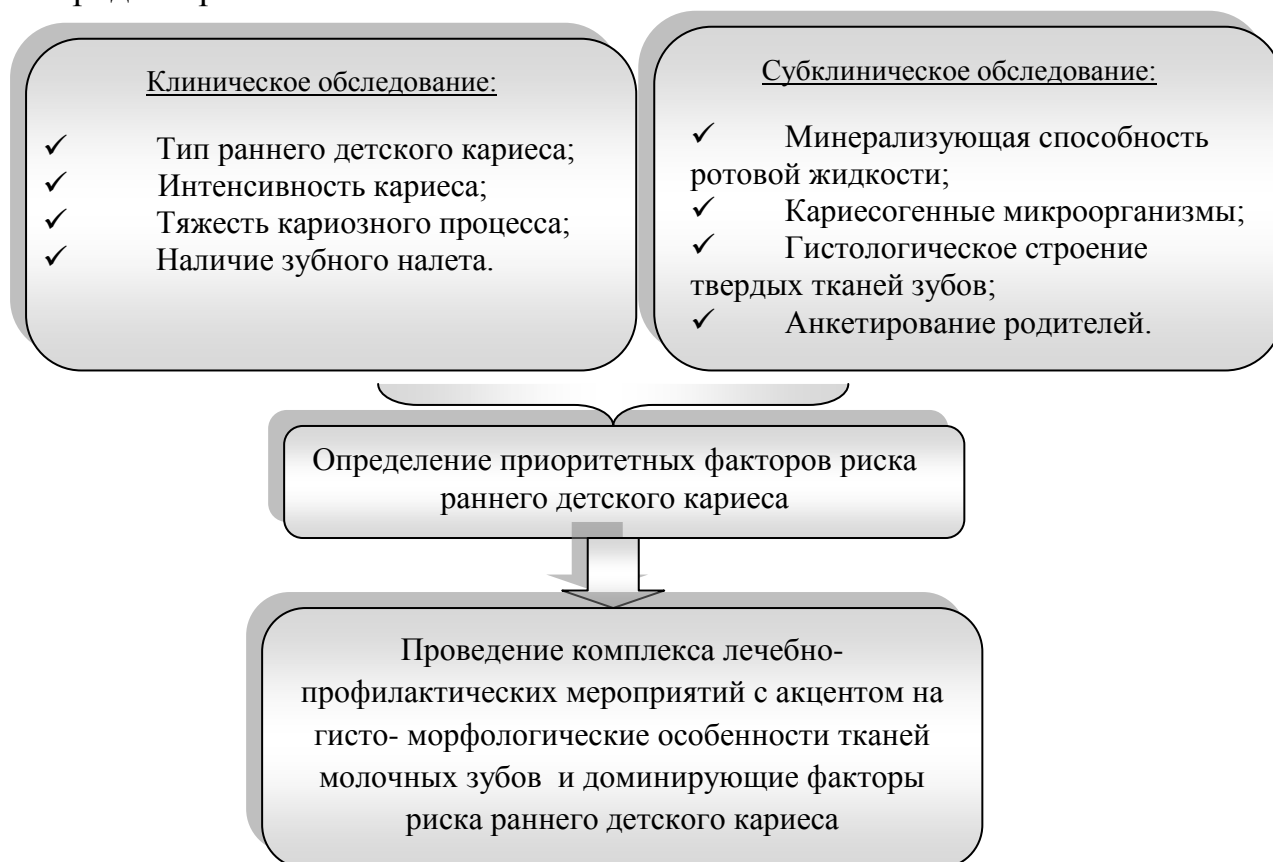 Клиническое обследование:
✓ Тип раннего детского кариеса;
✓ Интенсивность кариеса;
✓ Тяжесть кариозного процесса;
✓ Наличие зубного налета.
Субклиническое обследование:
✓ Минерализующая способность
ротовой жидкости;
✓ Кариесогенные микроорганизмы;
✓ Гистологическое строение
твердых тканей зубов;
✓ Анкетирование родителей.
Определение приоритетных факторов риска
раннего детского кариеса
Проведение комплекса лечебно-
профилактических мероприятий с акцентом на
гисто- морфологические особенности тканей
молочных зубов и доминирующие факторы
риска раннего детского кариеса